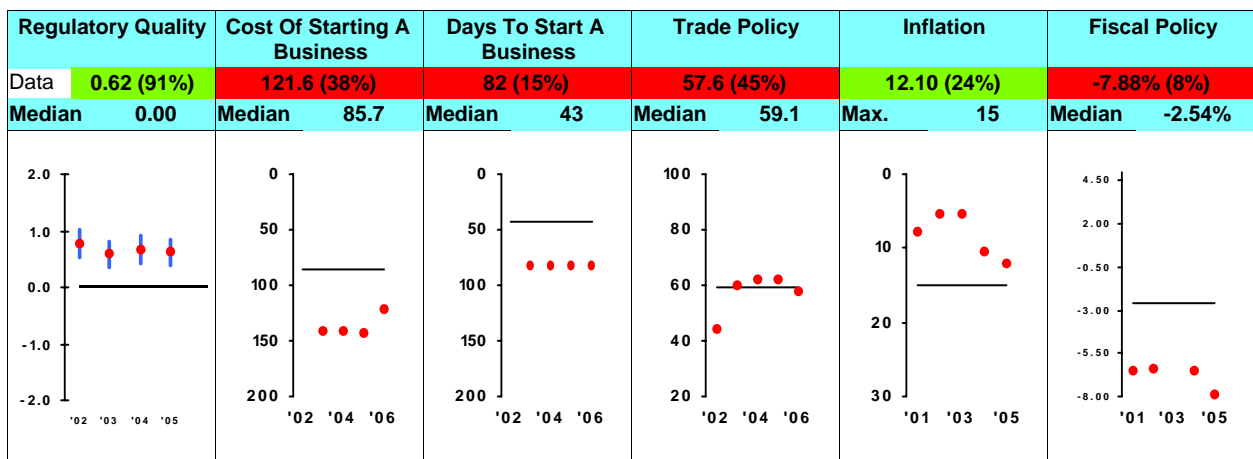 Regulatory Quality
Cost Of Starting A
Business
Days To Start A
Business
Trade Policy
Inflation
Fiscal Policy
Data 0.62 (91%)
121.6 (38%)
82 (15%)
57.6 (45%)
12.10 (24%)
-7.88% (8%)
Median 0.00
Median 85.7
Median 43
Median 59.1
Max. 15
Median -2.54%
2.0
1.0
0.0
-1.0
-2.0
'02 '03 '04 '05
0
50
100
150
200
'02 '04 '06
0
50
100
150
200
'02 '04 '06
100
80
60
40
20
'02 '04 '06
0
10
20
30
'01 '03 '05
4.50
2.00
-0.50
-3.00
-5.50
-8.00
'01 '03 '05